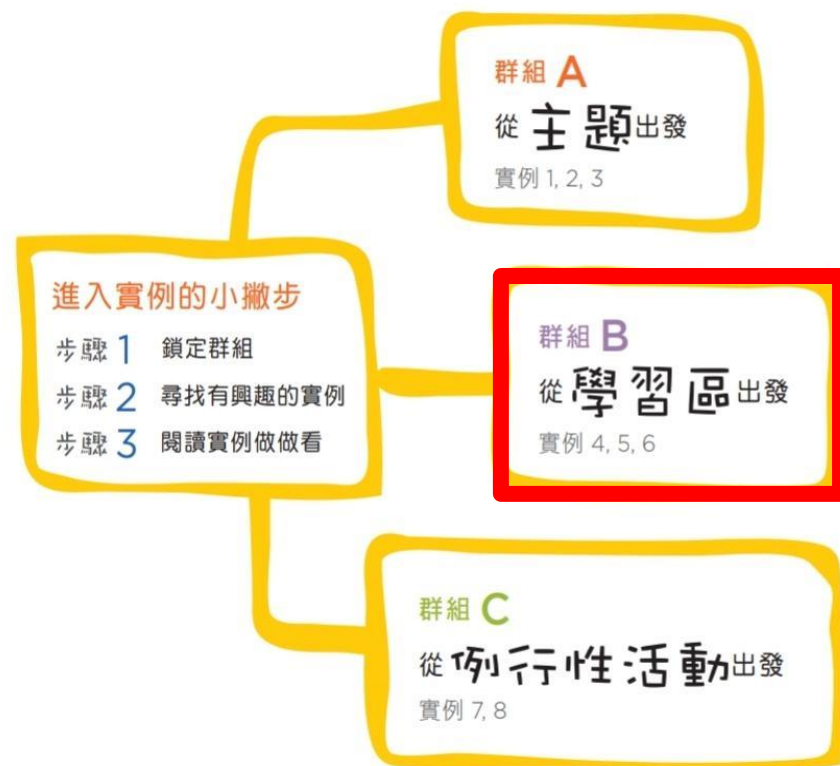 群組 A
從 主題出發
實例 1, 2, 3
進入實例的小撇步
步驟 1 鎖定群組
步驟 2 尋找有興趣的實例
步驟 3 閱讀實例做做看
群組 B
從 學習區 出發
實例 4, 5, 6
群組 C
從 例行性活動出發
實例 7, 8